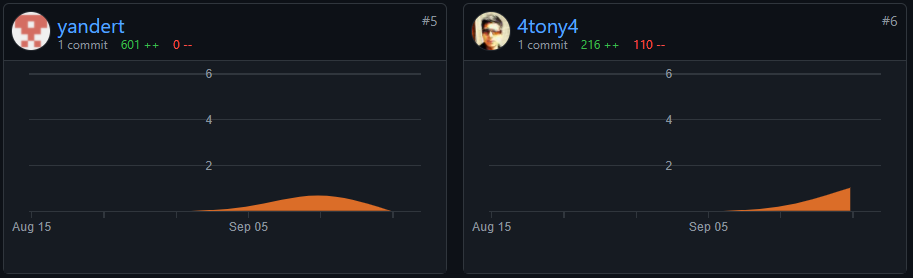 yandert
#5
1 commit 601 ++ 0 --
6
4
2
Aug 15
Sep 05
4tony4
#6
1 commit 216 ++ 110 --
6
4
2
Aug 15
Sep 05